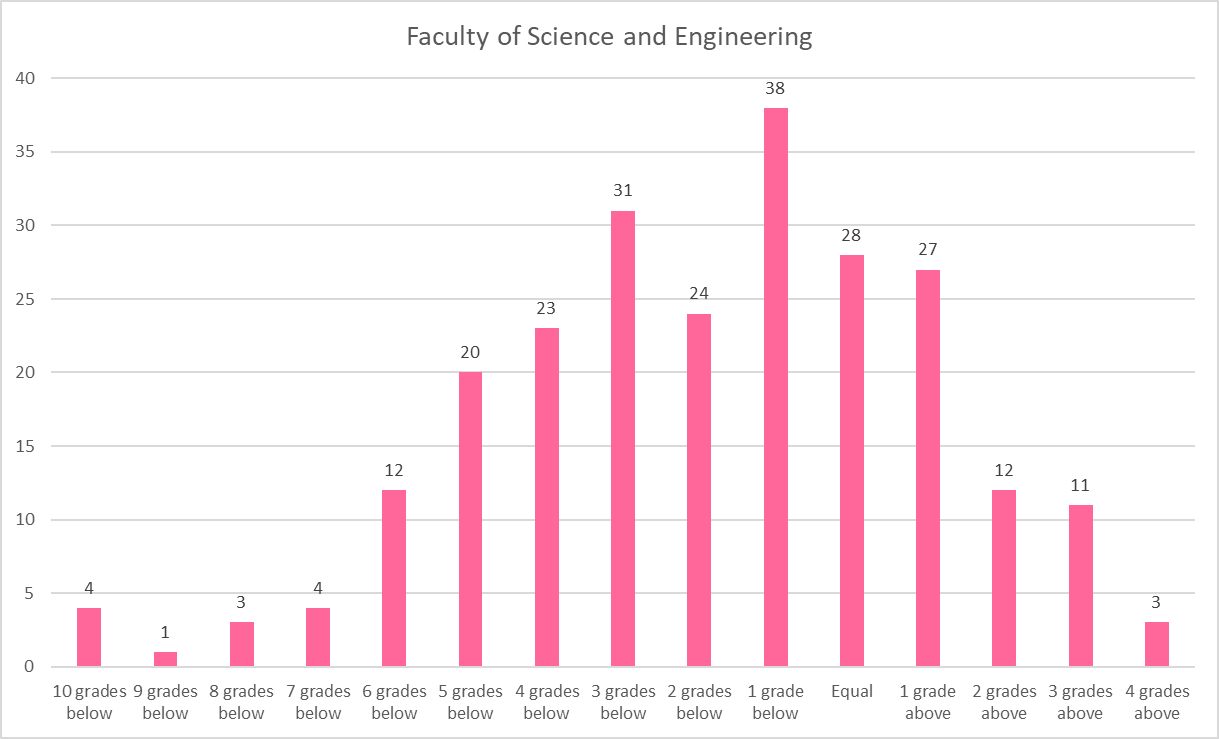 Faculty of Science and Engineering
40
35
30
25
20
15
10
5
0
4
1
3
4
12
20
23
31
24
38
28
27
12
11
3
10 grades below
9 grades below
8 grades below
7 grades below
6 grades below
5 grades below
4 grades below
3 grades below
2 grades below
1 grade below
Equal
1 grade above
2 grades above
3 grades above
4 grades above